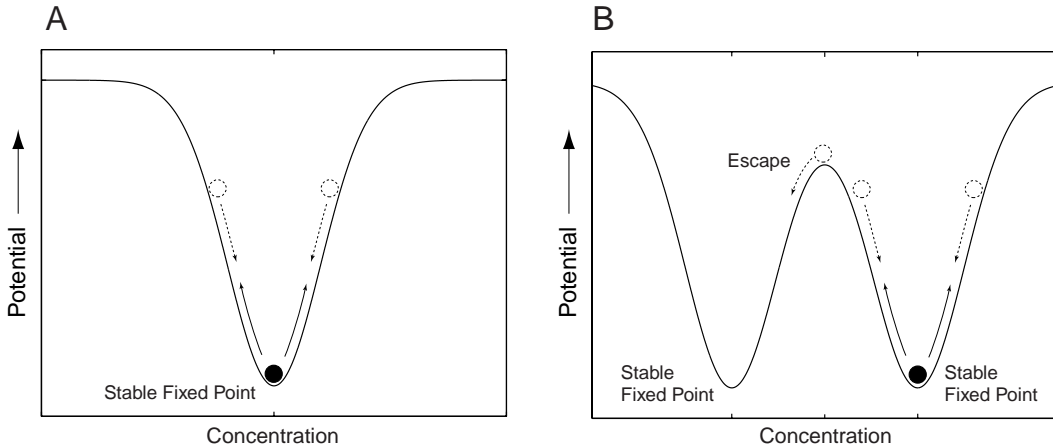 A
Potential
Stable Fixed Point
Concentration
B
Potential
Escape
Stable
Fixed Point
Stable
Fixed Point
Concentration